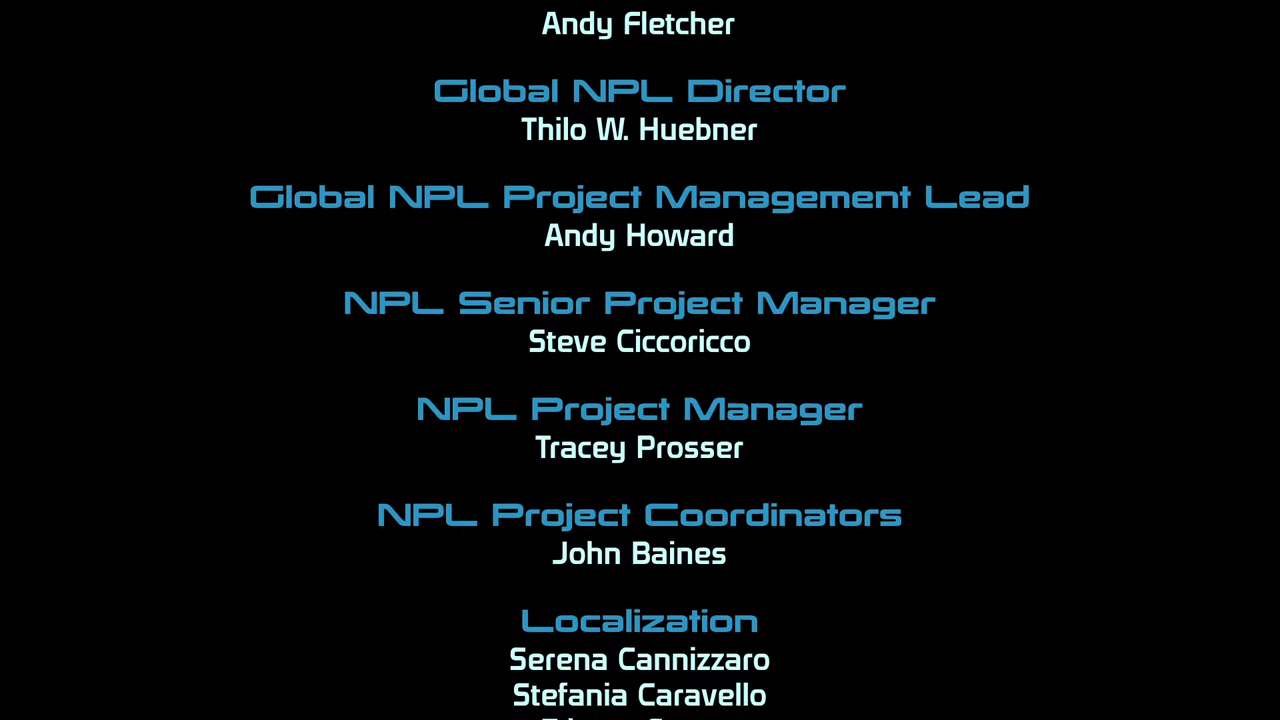 Andy Fletcher
Global NPL Director
Thilo W. Huebner
Global NPL Project Management Lead
Andy Howard
NPL Senior Project Manager
Steve Ciccoricco
NPL Project Manager
Tracey Prosser
NPL Project Coordinators
John Baines
Localization
Serena Cannizzaro
Stefania Caravello